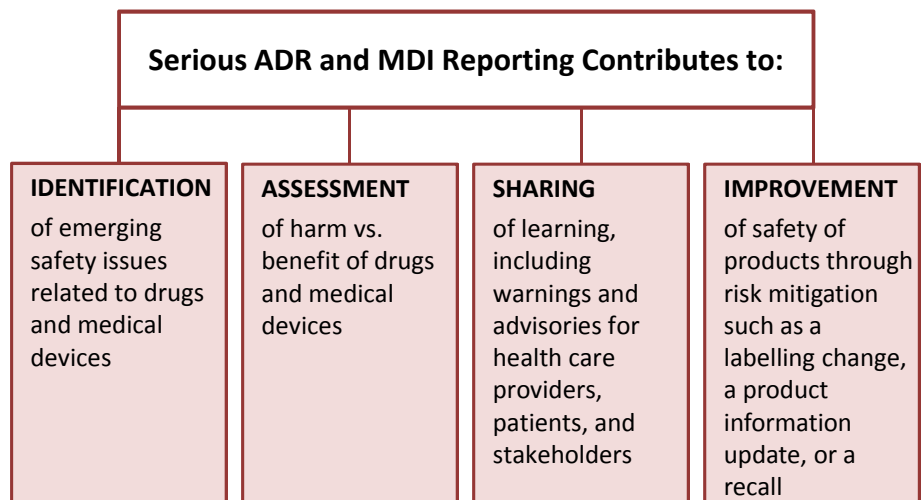 Serious ADR and MDI Reporting Contributes to:
IDENTIFICATION
of emerging
safety issues
related to drugs
and medical
devices
ASSESSMENT
of harm vs.
benefit of drugs
and medical
devices
SHARING
of learning,
including
warnings and
advisories for
health care
providers,
patients, and
stakeholders
IMPROVEMENT
of safety of
products through
risk mitigation
such as a
labelling change,
a product
information
update, or a
recall